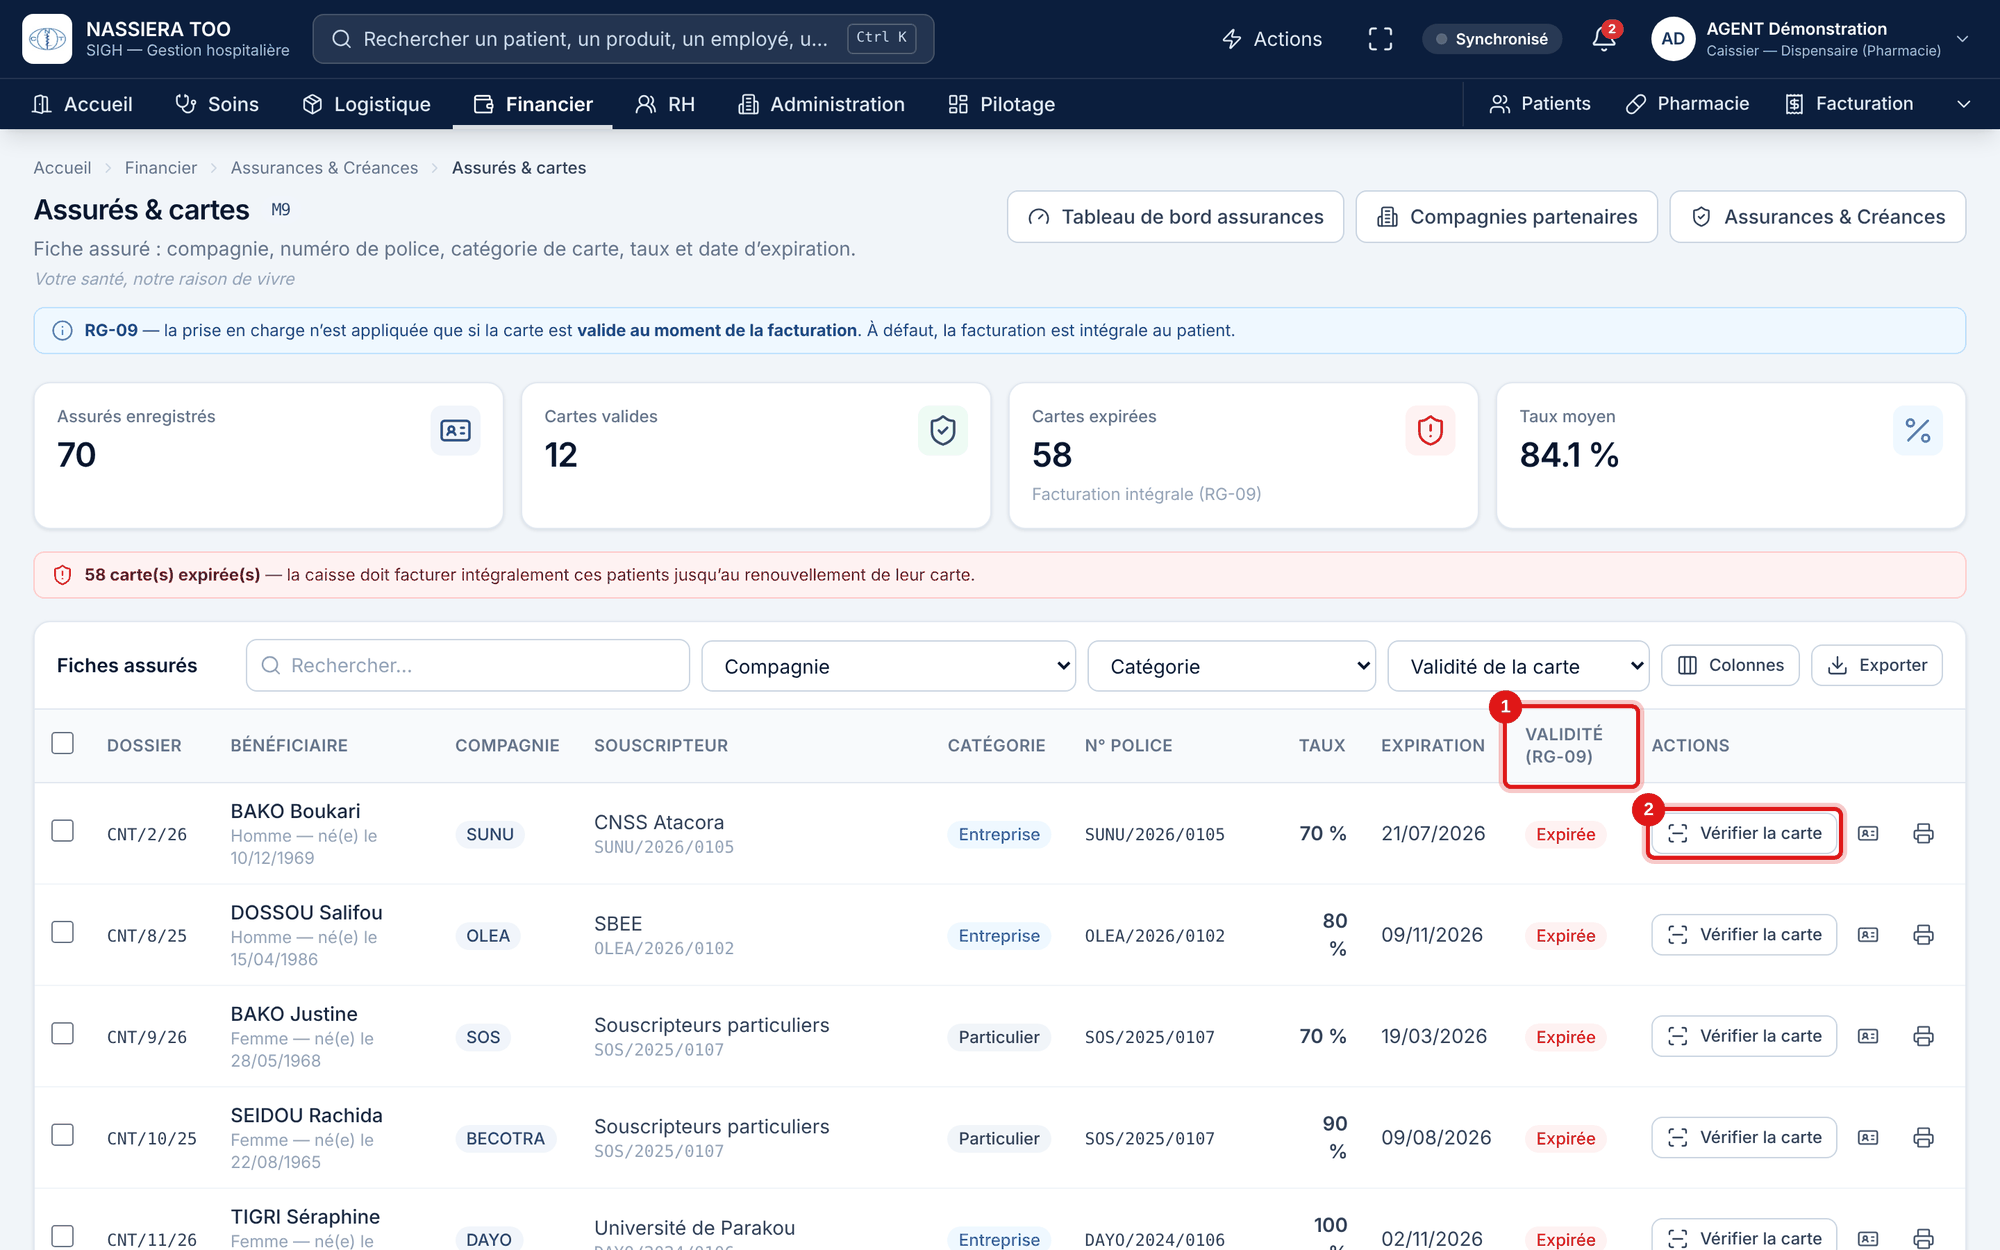 NASSIERA TOO
SIGH — Gestion hospitalière
Rechercher un patient, un produit, un employé, u...
Ctrl K
Actions
Synchronisé
2
AD
AGENT Démonstration
Caissier — Dispensaire (Pharmacie)
Accueil
Soins
Logistique
Financier
RH
Administration
Pilotage
Patients
Pharmacie
Facturation
Accueil > Financier > Assurances & Créances > Assurés & cartes
Assurés & cartes M9
Fiche assuré : compagnie, numéro de police, catégorie de carte, taux et date d’expiration.
Votre santé, notre raison de vivre
Tableau de bord assurances
Compagnies partenaires
Assurances & Créances
RG-09 — la prise en charge n’est appliquée que si la carte est valide au moment de la facturation. À défaut, la facturation est intégrale au patient.
Assurés enregistrés
70
Cartes valides
12
Cartes expirées
58
Facturation intégrale (RG-09)
Taux moyen
84.1 %
58 carte(s) expirée(s) — la caisse doit facturer intégralement ces patients jusqu’au renouvellement de leur carte.
Fiches assurés
Rechercher...
Compagnie
Catégorie
Validité de la carte
Colonnes
Exporter
DOSSIER BÉNÉFICIAIRE COMPAGNIE SOUSCRIPTEUR CATÉGORIE N° POLICE TAUX EXPIRATION
1
VALIDITÉ
(RG-09)
ACTIONS
CNT/2/26
BAKO Boukari
Homme — né(e) le
10/12/1969
SUNU
CNSS Atacora
SUNU/2026/0105
Entreprise
SUNU/2026/0105
70 %
21/07/2026
Expirée
2
Vérifier la carte
CNT/8/25
DOSSOU Salifou
Homme — né(e) le
15/04/1986
OLEA
SBEE
OLEA/2026/0102
Entreprise
OLEA/2026/0102
80
%
09/11/2026
Expirée
Vérifier la carte
CNT/9/26
BAKO Justine
Femme — né(e) le
28/05/1968
SOS
Souscripteurs particuliers
SOS/2025/0107
Particulier
SOS/2025/0107
70 %
19/03/2026
Expirée
Vérifier la carte
CNT/10/25
SEIDOU Rachida
Femme — né(e) le
22/08/1965
BECOTRA
Souscripteurs particuliers
SOS/2025/0107
Particulier
SOS/2025/0107
90
%
09/08/2026
Expirée
Vérifier la carte
CNT/11/26
TIGRI Séraphine
Femme — né(e) le
DAYO
Université de Parakou
Entreprise
DAYO/2024/0106
100
02/11/2026
Expirée
Vérifier la carte